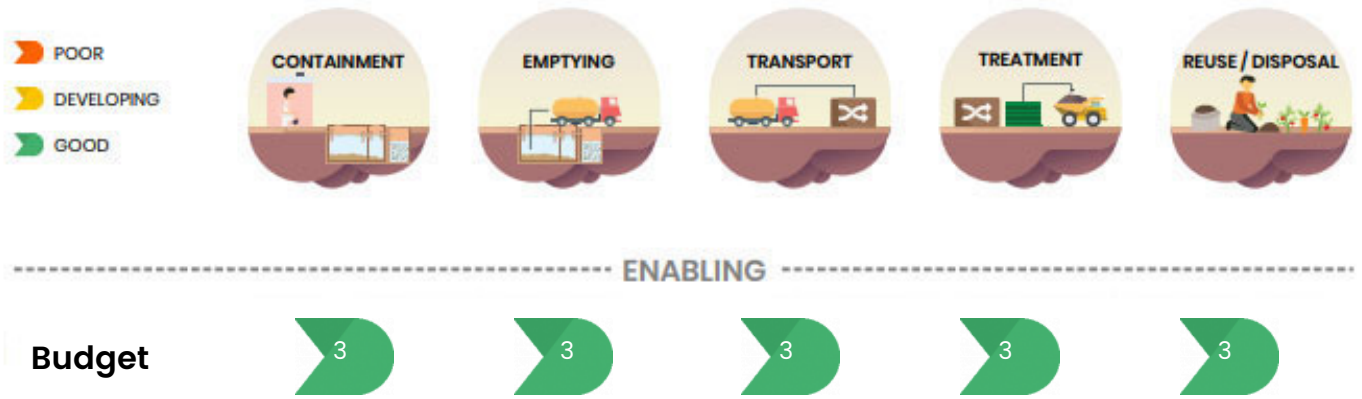 POOR
DEVELOPING
GOOD
CONTAINMENT
EMPTYING
TRANSPORT
TREATMENT
REUSE / DISPOSAL
ENABLING
Budget
3
3
3
3
3